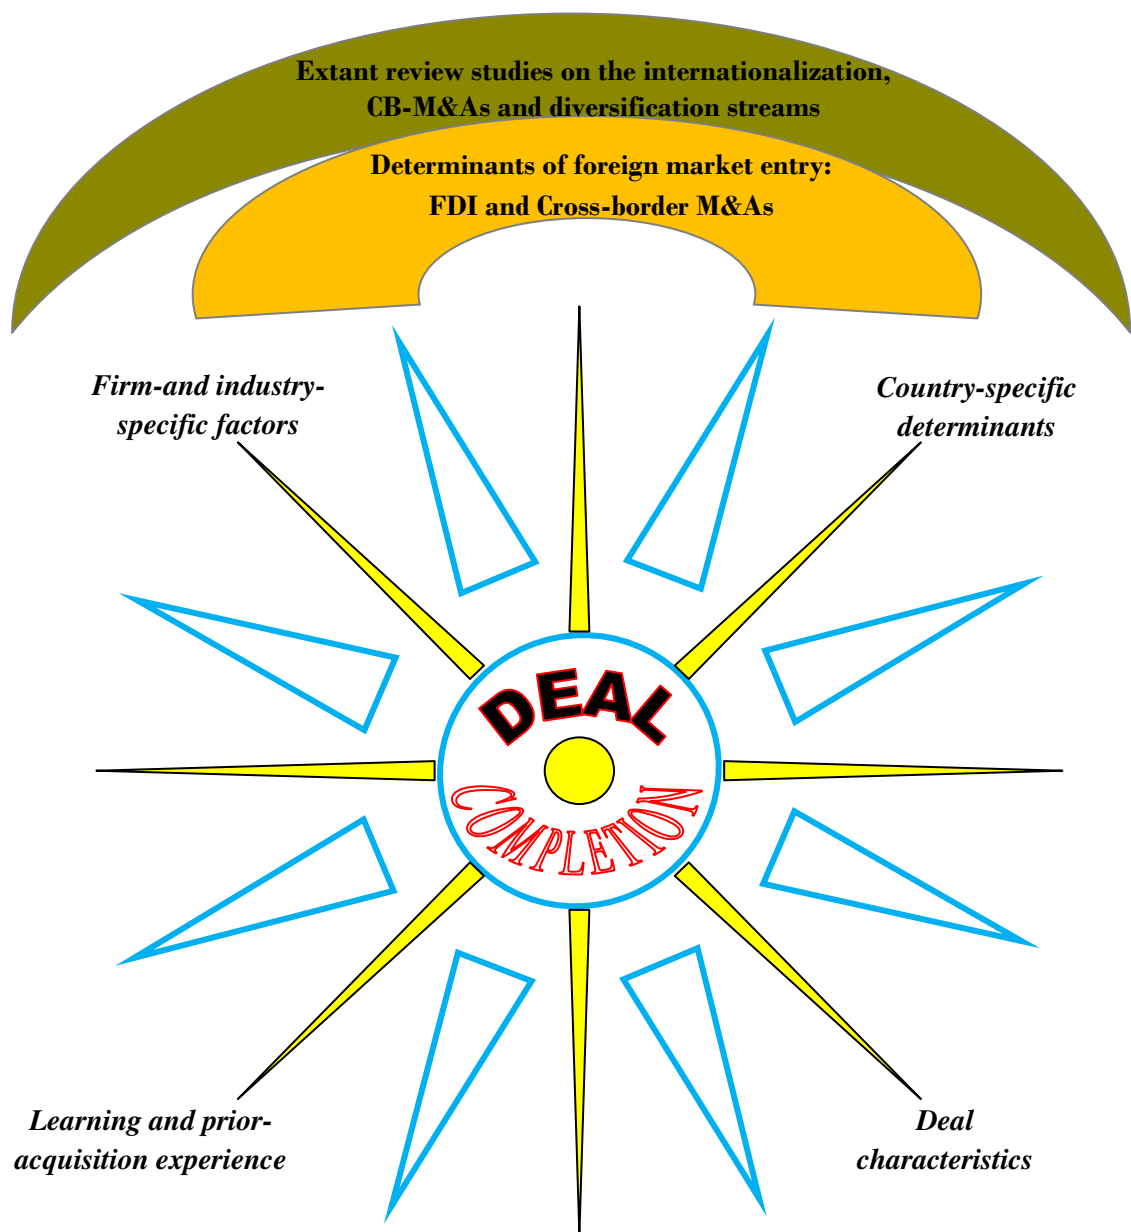 Extant review studies on the internationalization,
CB-M&As and diversification streams
Determinants of foreign market entry:
FDI and Cross-border M&As
Firm-and industry-
specific factors
Country-specific
determinants
DEAL
COMPLETION
Learning and prior-
acquisition experience
Deal
characteristics